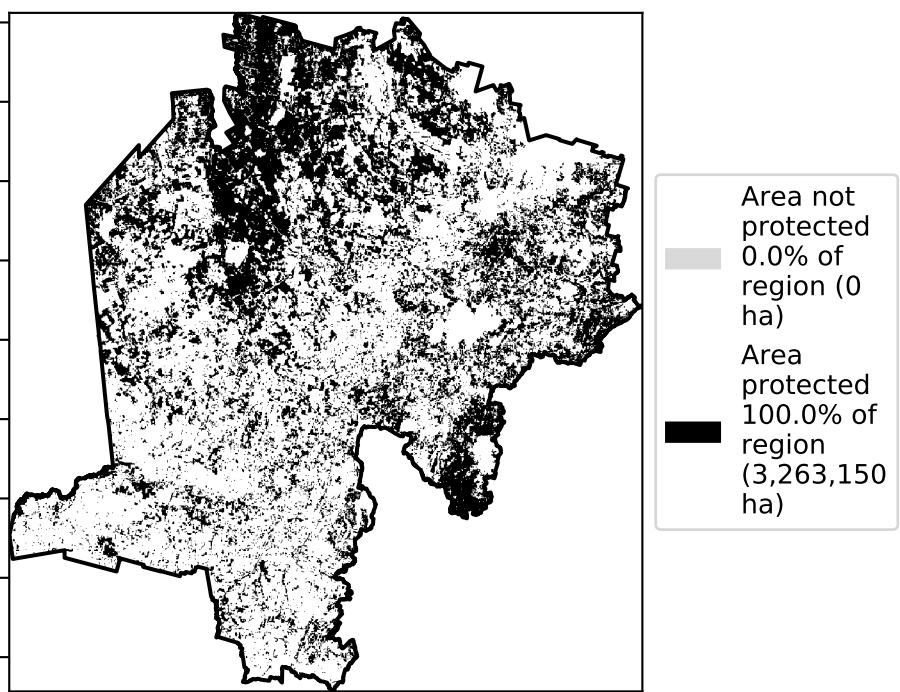 Area not
protected
0.0% of
region (0
ha)
Area
protected
100.0% of
region
(3,263,150
ha)